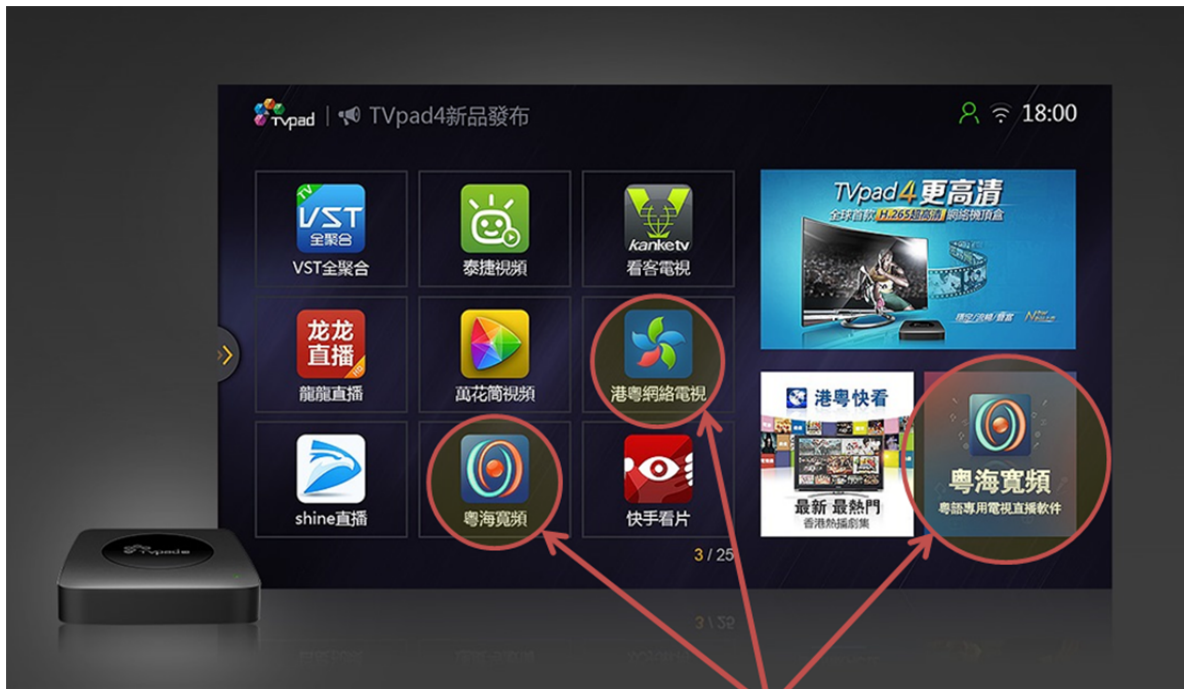 TVpad
TVpad4新品發布
18:00
VST
全聚合
VST全聚合
泰捷視頻
kanketv
看客電視
龙龙
直播
HD
龍龍直播
萬花筒視頻
港粵網絡電視
shine直播
粵海寬頻
快手看片
3 / 25
TVpad4更高清
全球首款 H.265超高清 網絡機頂盒
港粵快看
最新 最熱門
香港熱播劇集
粵海寬頻
粵語專用電視直播軟件
TVpad
3 / 25